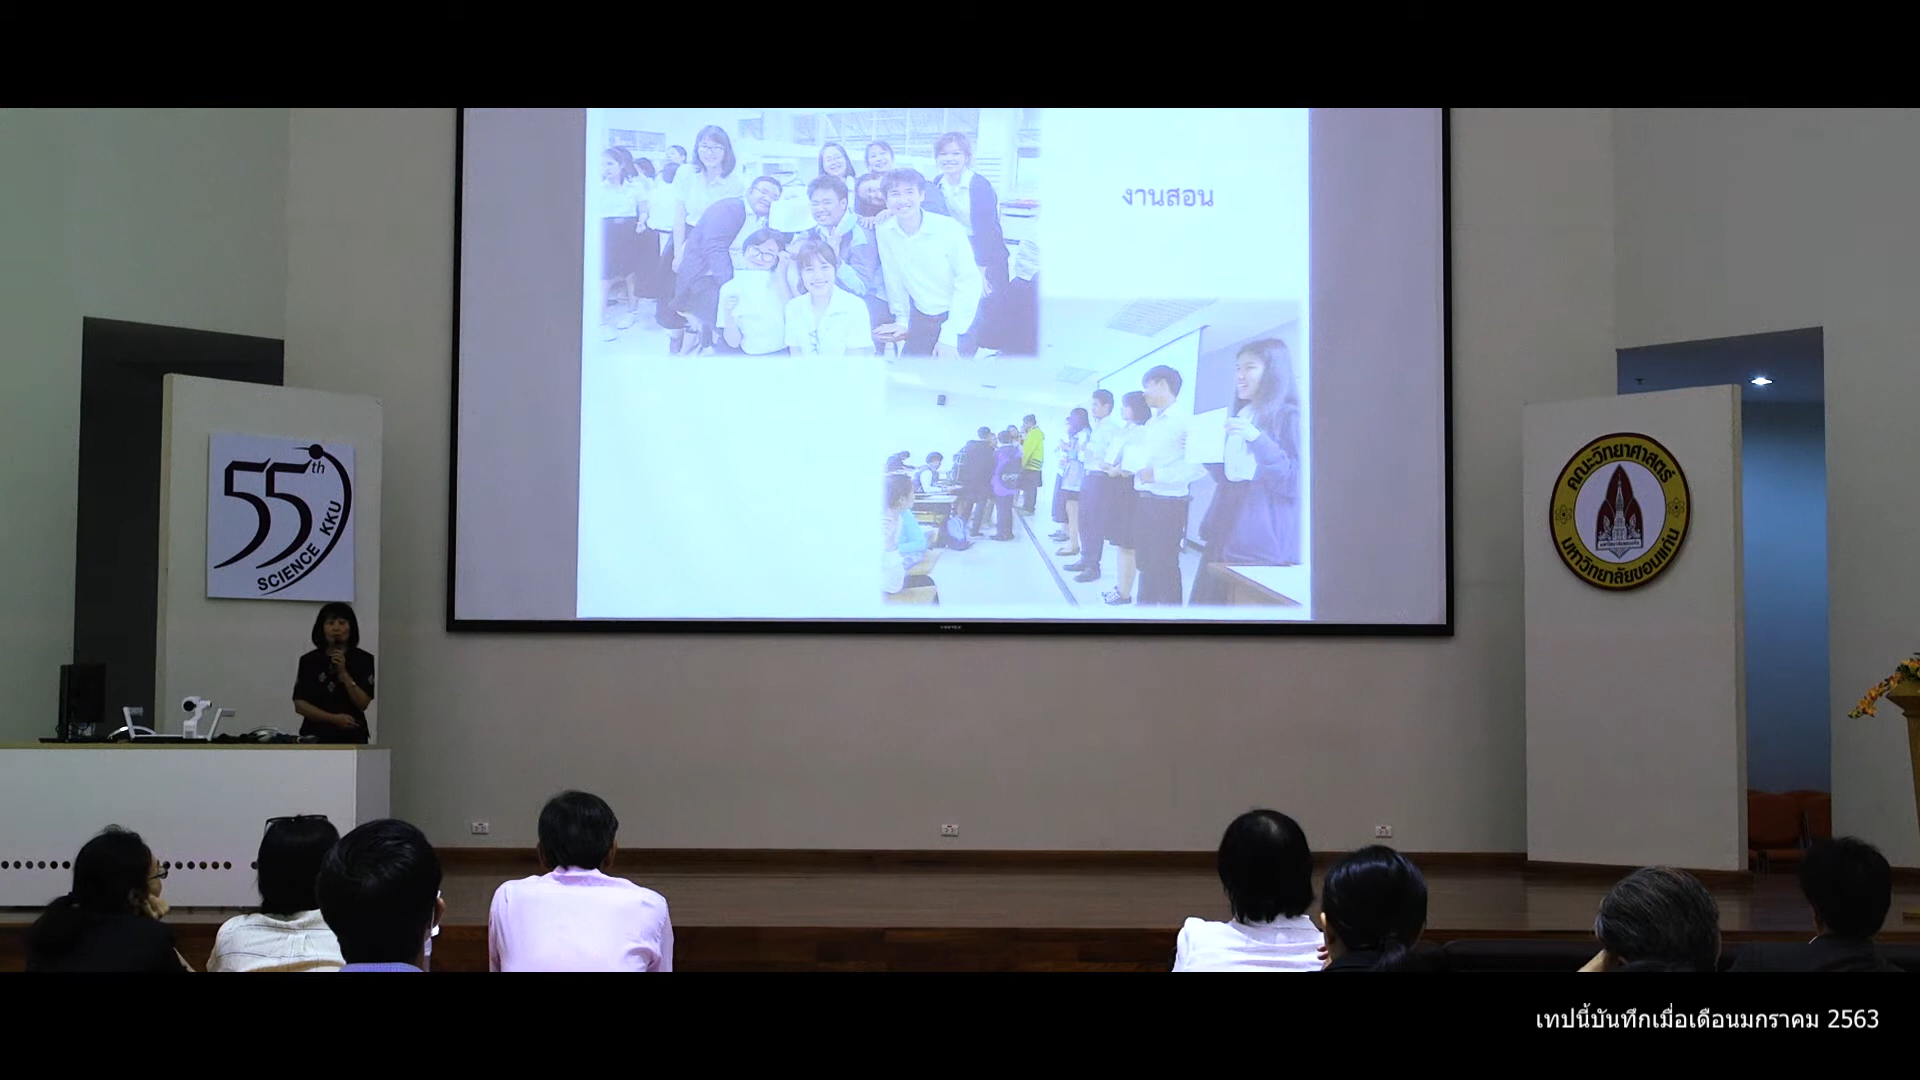 งานสอน
55th
SCIENCE KKU
คณะวิทยาศาสตร์
มหาวิทยาลัยขอนแก่น
เทปนี้บันทึกเมื่อเดือนมกราคม 2563